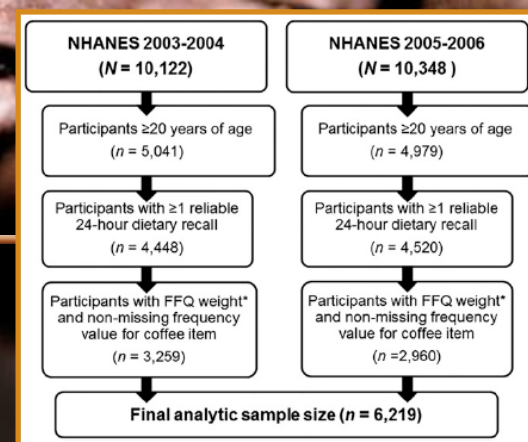 NHANES 2003-2004
(N = 10,122)
Participants ≥20 years of age
(n = 5,041)
Participants with ≥1 reliable
24-hour dietary recall
(n = 4,448)
Participants with FFQ weight*
and non-missing frequency
value for coffee item
(n = 3,259)
NHANES 2005-2006
(N = 10,348 )
Participants ≥20 years of age
(n = 4,979)
Participants with ≥1 reliable
24-hour dietary recall
(n = 4,520)
Participants with FFQ weight*
and non-missing frequency
value for coffee item
(n =2,960)
Final analytic sample size (n = 6,219)